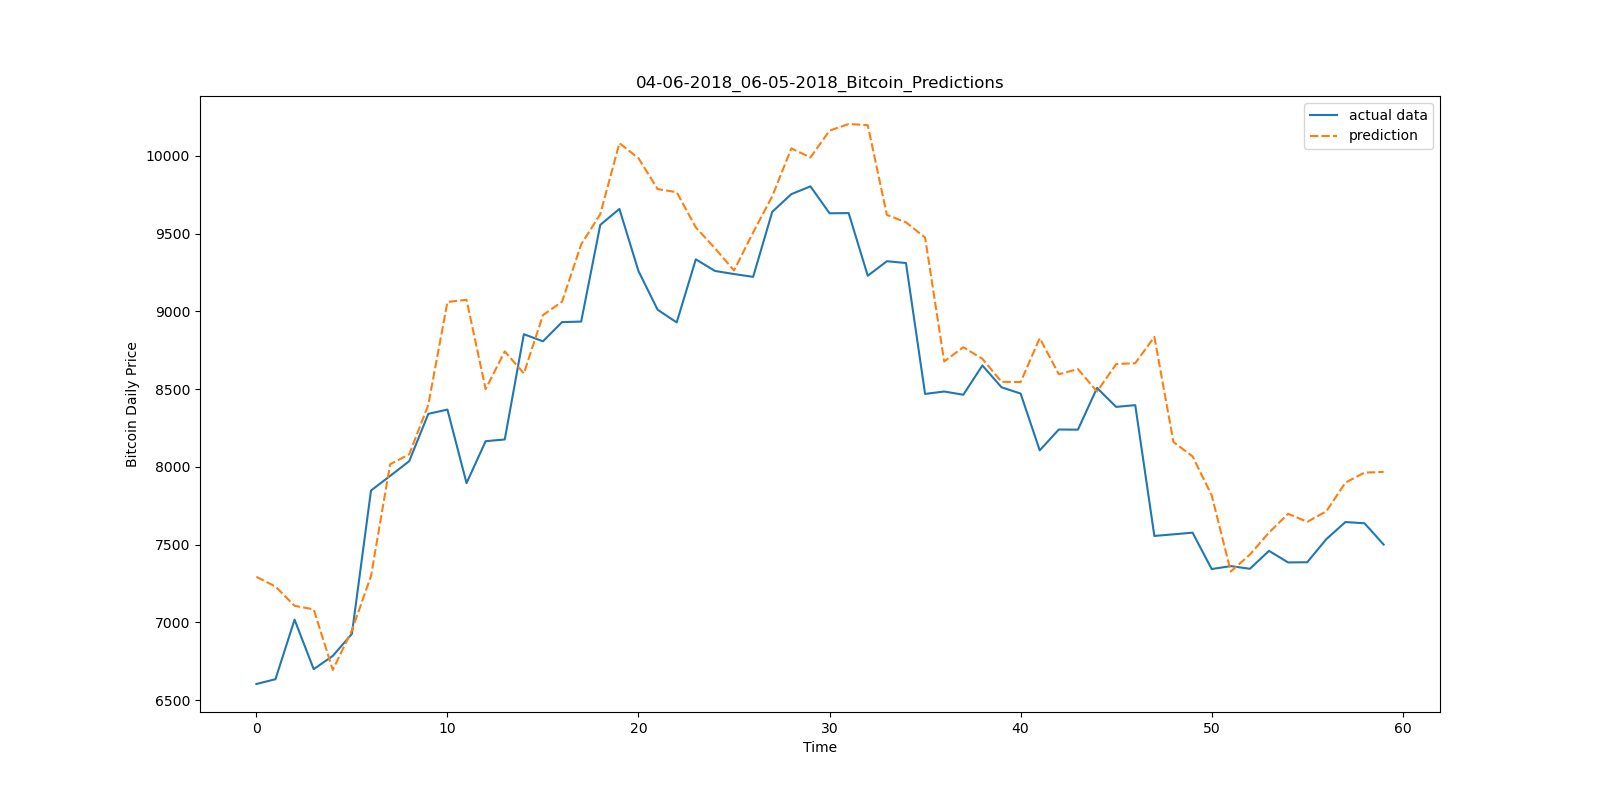 04-06-2018_06-05-2018_Bitcoin_Predictions
actual data
prediction
Bitcoin Daily Price
10000
9500
9000
8500
8000
7500
7000
6500
0 10 20 30 40 50 60
Time